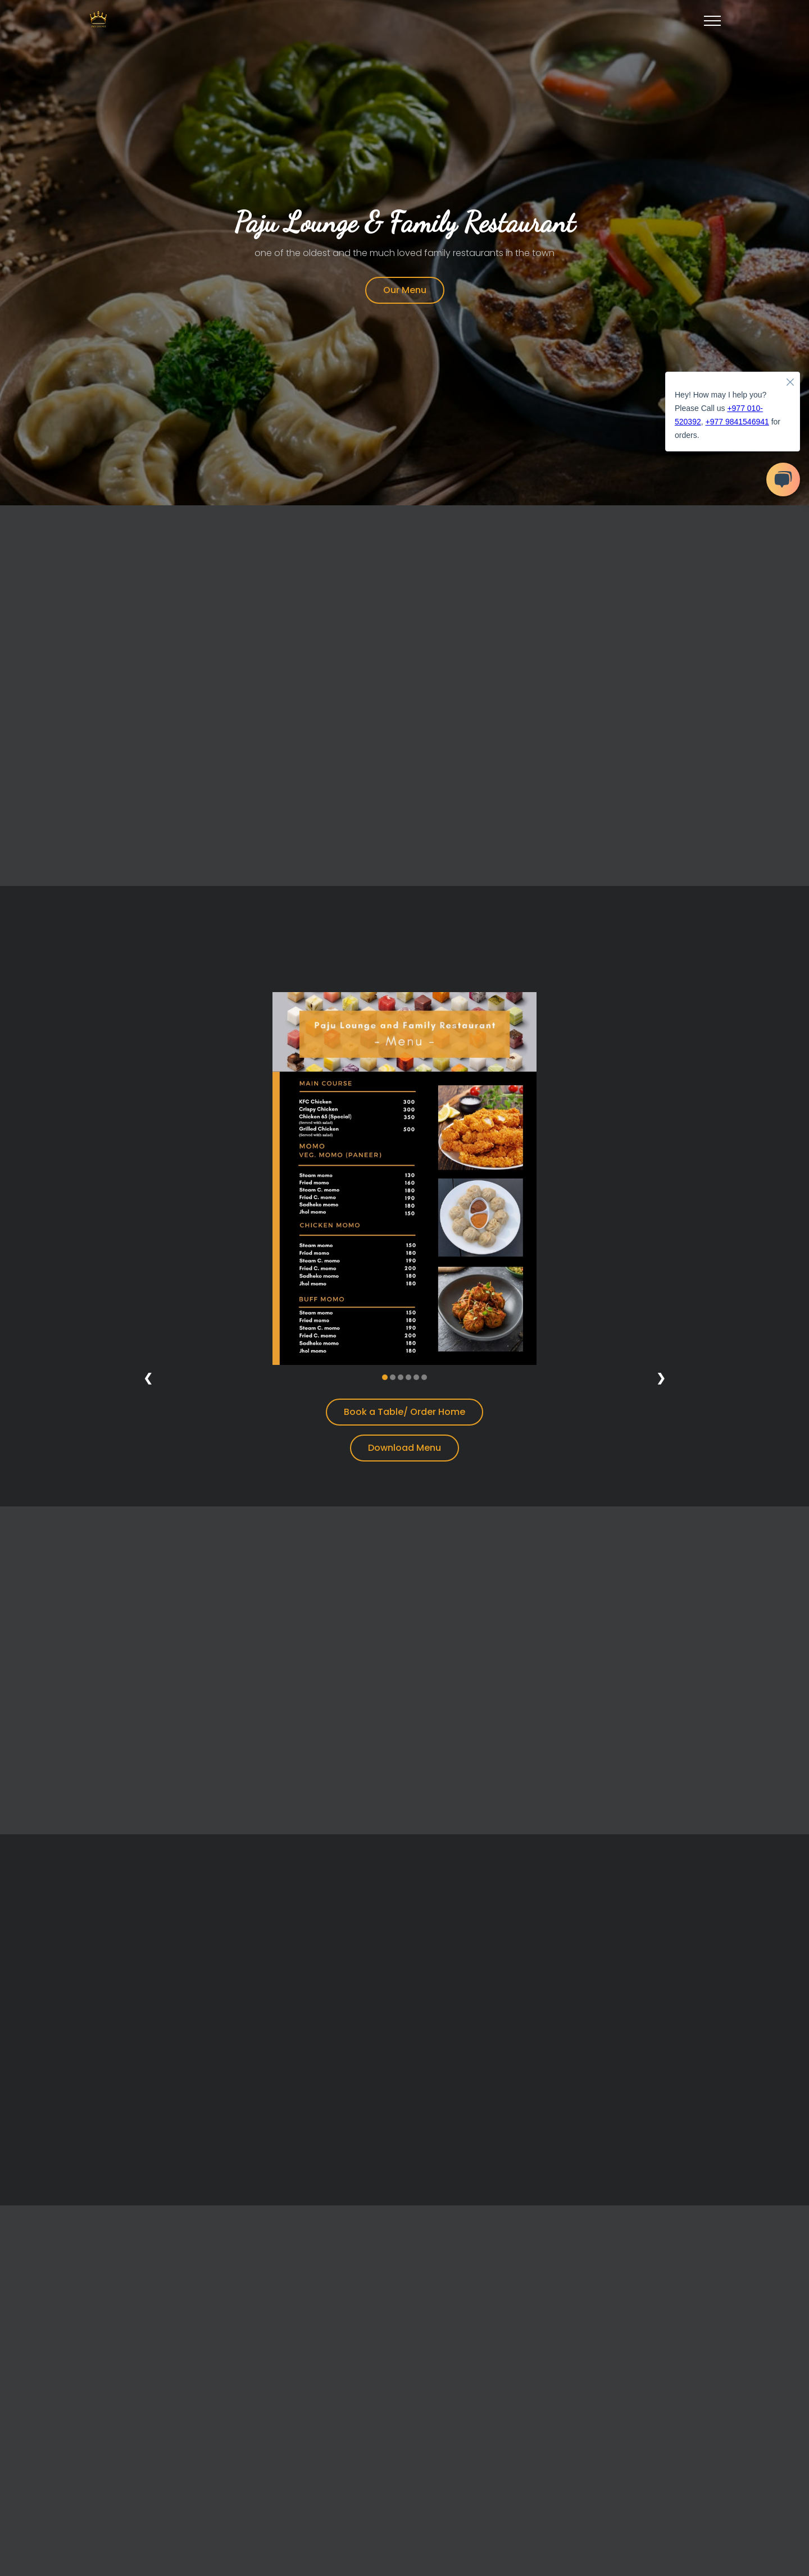 Paju Lounge & Family Restaurant
one of the oldest and the much loved family restaurants in the town
Our Menu
Hey! How may I help you?
Please Call us +977 010-
520392, +977 9841546941 for
orders.
Paju Lounge and Family Restaurant
- Menu -
MAIN COURSE
KFC Chicken 300
Crispy Chicken 300
Chicken 65 (Special) 350
(Served with salad)
Grilled Chicken 500
(Served with salad)
MOMO
VEG. MOMO (PANEER)
Steam momo 130
Fried momo 160
Steam C. momo 180
Fried C. momo 190
Sadheko momo 180
Jhol momo 150
CHICKEN MOMO
Steam momo 150
Fried momo 180
Steam C. momo 190
Fried C. momo 200
Sadheko momo 180
Jhol momo 180
BUFF MOMO
Steam momo 150
Fried momo 180
Steam C. momo 190
Fried C. momo 200
Sadheko momo 180
Jhol momo 180
❮
❯
Book a Table/ Order Home
Download Menu